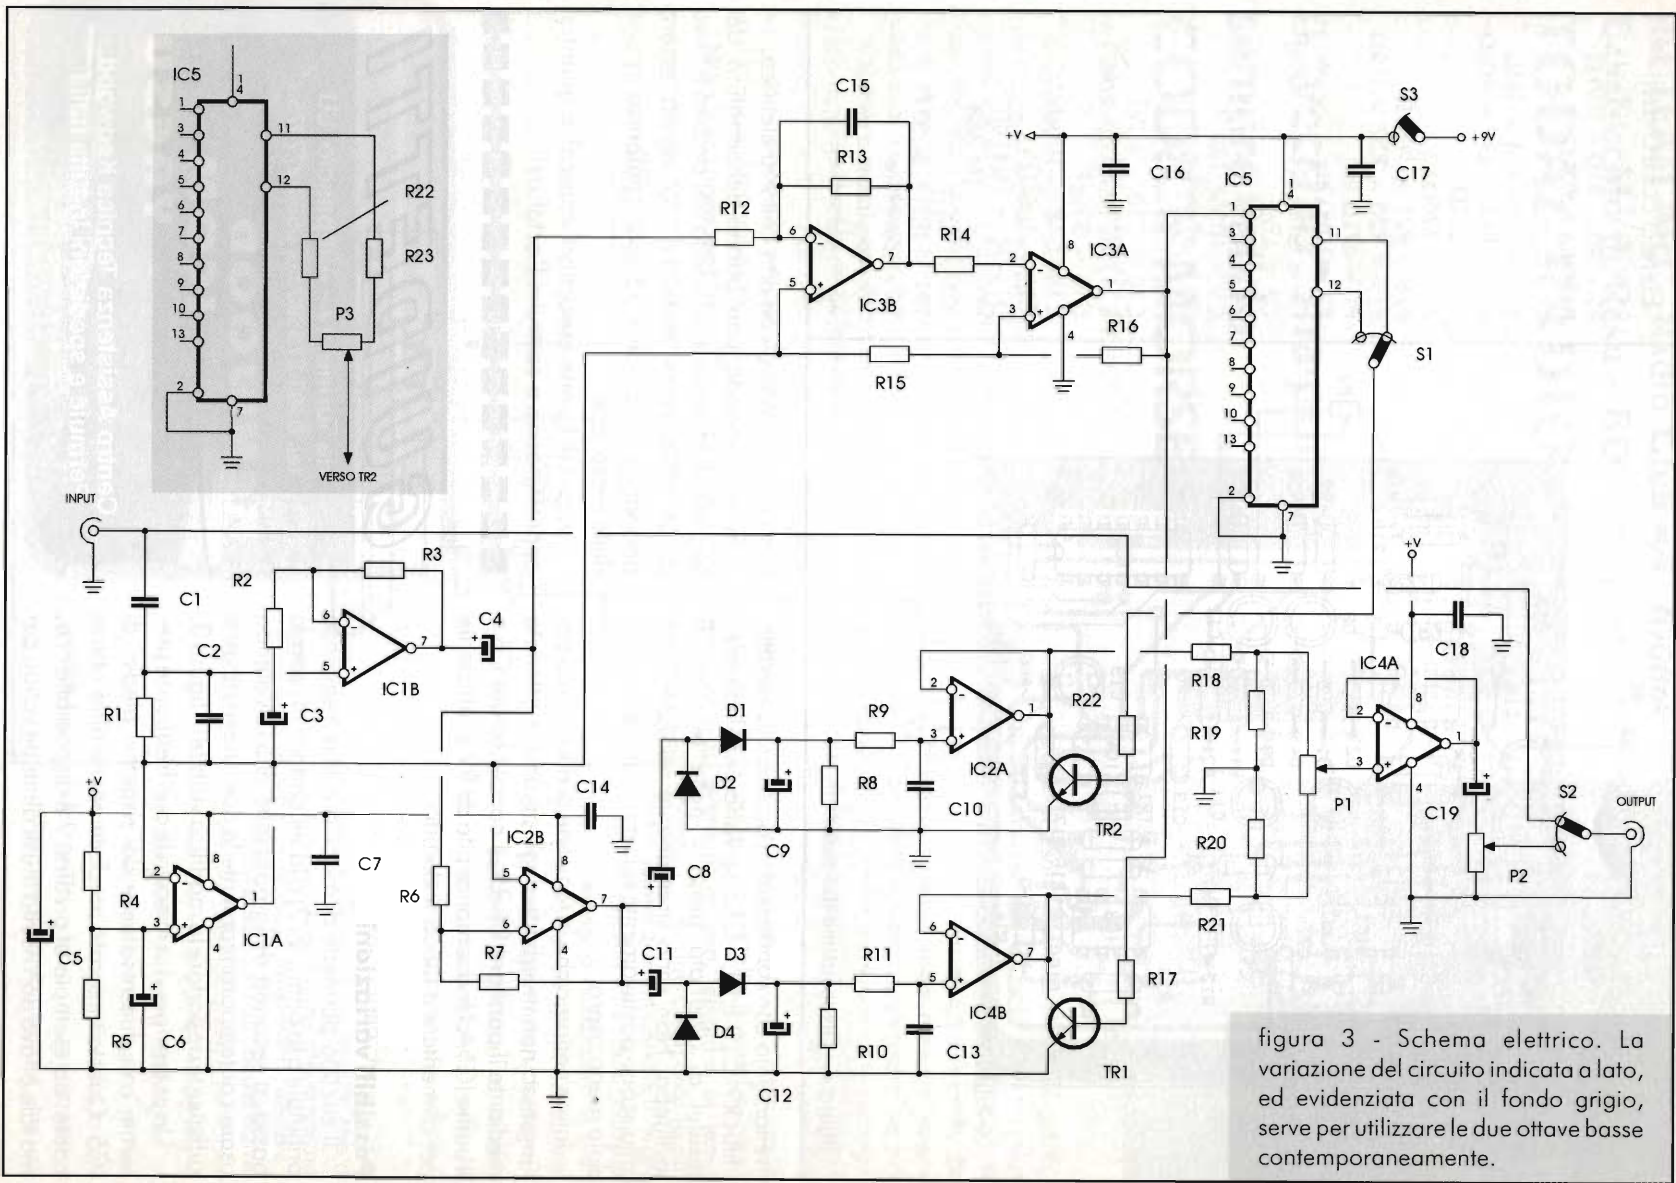 IC5
1
4
1
3
4
5
6
7
8
9
10
13
2
7
11
12
R22
R23
P3
VERSO TR2
C15
R13
R12
6
5
7
IC3B
R14
R15
2
3
8
4
1
IC3A
R16
+V
C16
C17
S3
+9V
IC5
1
4
1
3
4
5
6
7
8
9
10
13
2
7
11
12
S1
INPUT
C1
R2
R3
C2
6
5
7
IC1B
C4
R1
C3
+V
C5
R4
R5
C6
2
3
8
4
1
IC1A
C7
R6
R7
IC2B
5
6
8
4
7
C14
C8
C11
D1
D2
C9
R8
R9
C10
2
3
1
IC2A
R22
TR2
D3
D4
C12
R10
R11
C13
6
5
7
IC4B
R17
TR1
R18
R19
R20
R21
P1
+V
C18
IC4A
2
3
8
4
1
C19
P2
S2
OUTPUT
figura 3 - Schema elettrico. La
variazione del circuito indicata a lato,
ed evidenziata con il fondo grigio,
serve per utilizzare le due ottave basse
contemporaneamente.